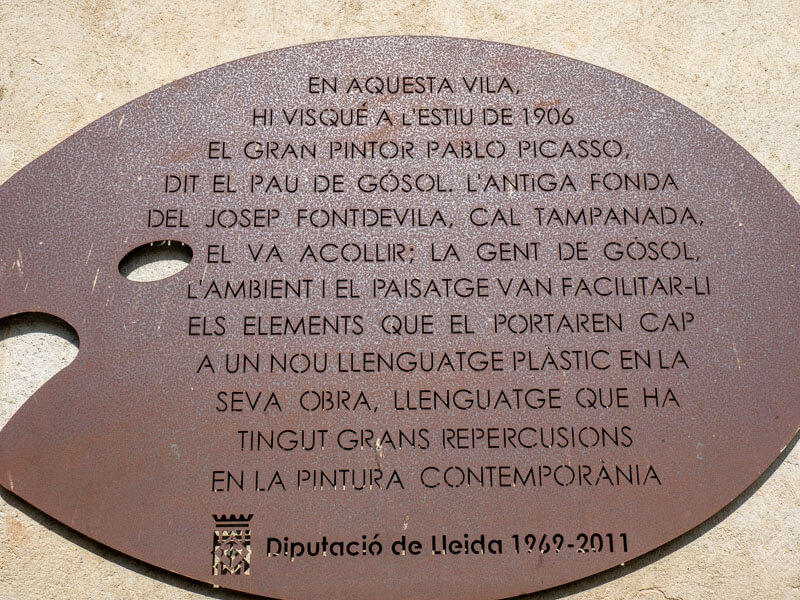 EN AQUESTA VILA,
HI VISQUÉ A L'ESTIU DE 1906
EL GRAN PINTOR PABLO PICASSO,
DIT EL PAU DE GÓSOL. L'ANTIGA FONDA
DEL JOSEP FONTDEVILA, CAL TAMPANADA,
EL VA ACOLLIR; LA GENT DE GÓSOL,
L'AMBIENT I EL PAISATGE VAN FACILITAR-LI
ELS ELEMENTS QUE EL PORTAREN CAP
A UN NOU LLENGUATGE PLÀSTIC EN LA
SEVA OBRA, LLENGUATGE QUE HA
TINGUT GRANS REPERCUSIONS
EN LA PINTURA CONTEMPORÀNIA
Diputació de Lleida 1969-2011